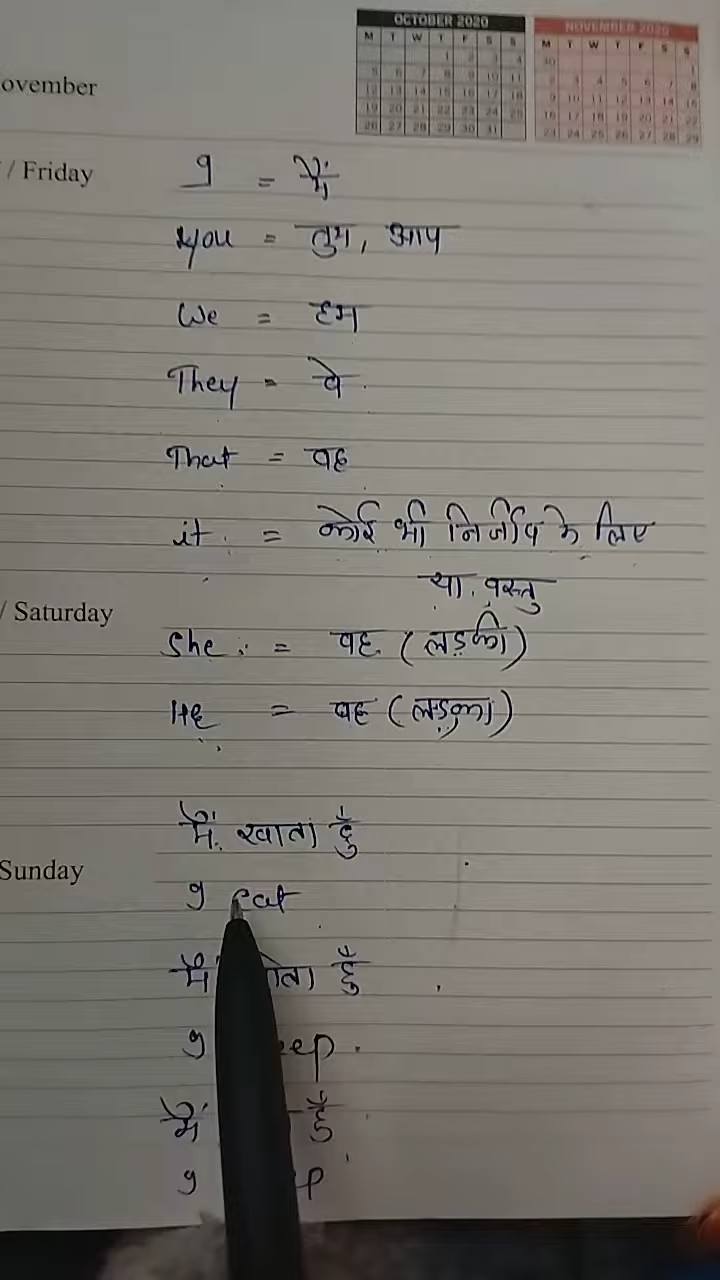 OCTOBER 2020 NOVEMBER 2020
M T W T F S S M T W T F S S
ovember
/ Friday
I = मैं
you = तुम, आप
We = हम
They = वे
That = वह
it = कोई भी निर्जीव के लिए
या वस्तु
/ Saturday
She = वह (लड़की)
He = वह (लड़का)
मैं खाता हुँ
Sunday
I eat
मैं हुँ
I
मैं
I